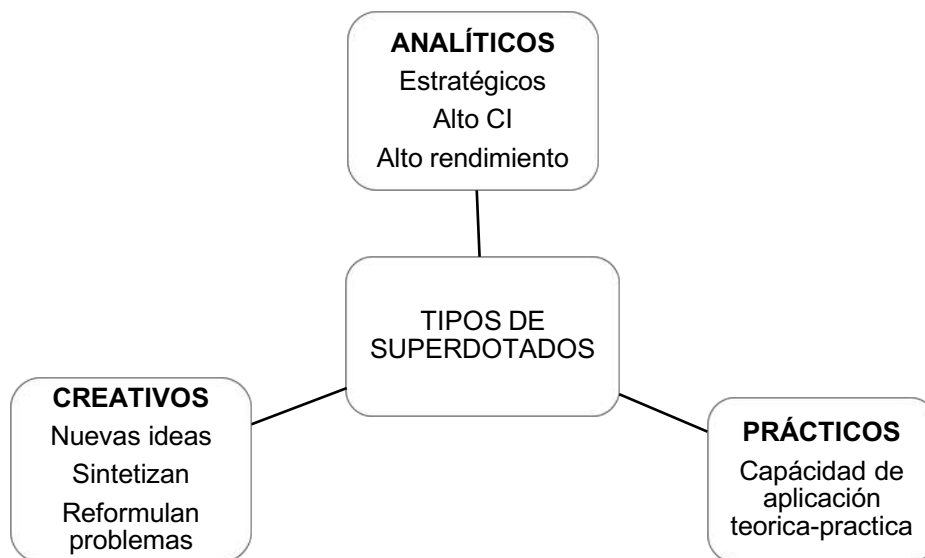 ANALÍTICOS
Estratégicos
Alto CI
Alto rendimiento
TIPOS DE
SUPERDOTADOS
CREATIVOS
Nuevas ideas
Sintetizan
Reformulan
problemas
PRÁCTICOS
Capácidad de
aplicación
teorica-practica